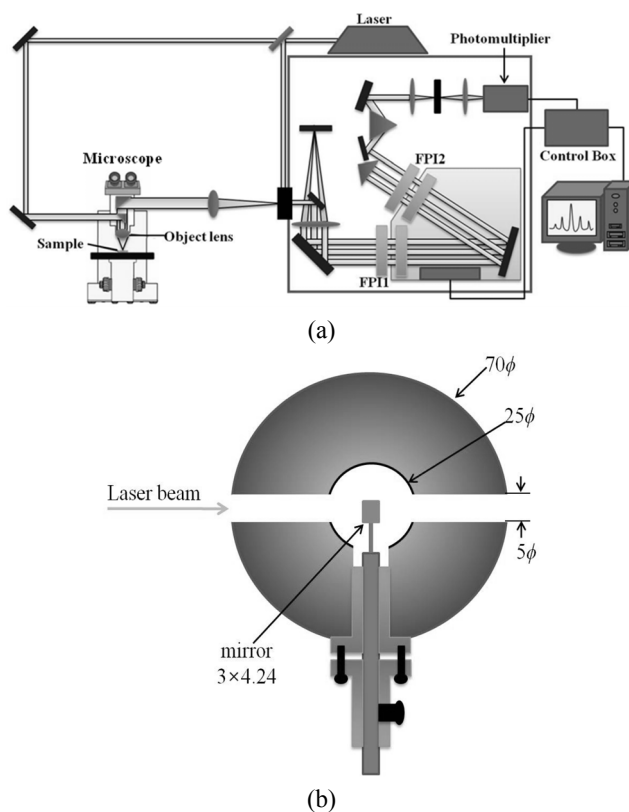 Laser
Photomultiplier
Microscope
FPI2
Control Box
Object lens
Sample
FPI1
(a)
70ϕ
25ϕ
Laser beam
5ϕ
mirror
3×4.24
(b)